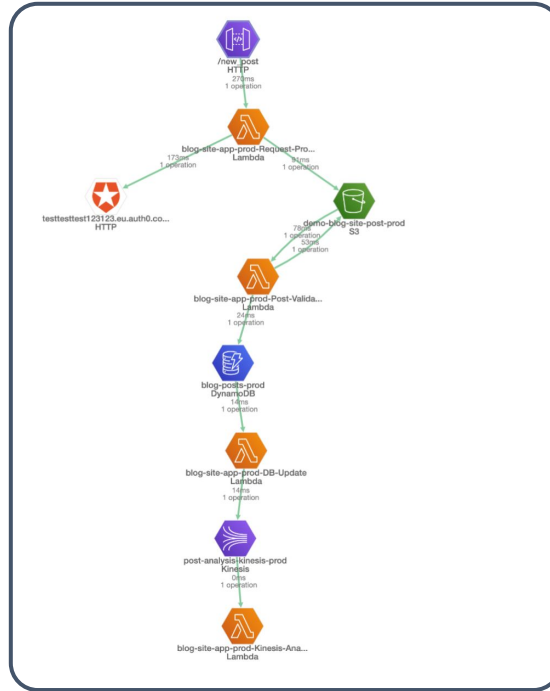 /new_post
HTTP
270ms
1 operation
blog-site-app-prod-Request-Pro...
Lambda
173ms
1 operation
91ms
1 operation
testtesttest123123.eu.auth0.co...
HTTP
demo-blog-site-post-prod
S3
78ms
1 operation
53ms
1 operation
blog-site-app-prod-Post-Valida...
Lambda
24ms
1 operation
blog-posts-prod
DynamoDB
14ms
1 operation
blog-site-app-prod-DB-Update
Lambda
14ms
1 operation
post-analysis-kinesis-prod
Kinesis
0ms
1 operation
blog-site-app-prod-Kinesis-Ana...
Lambda